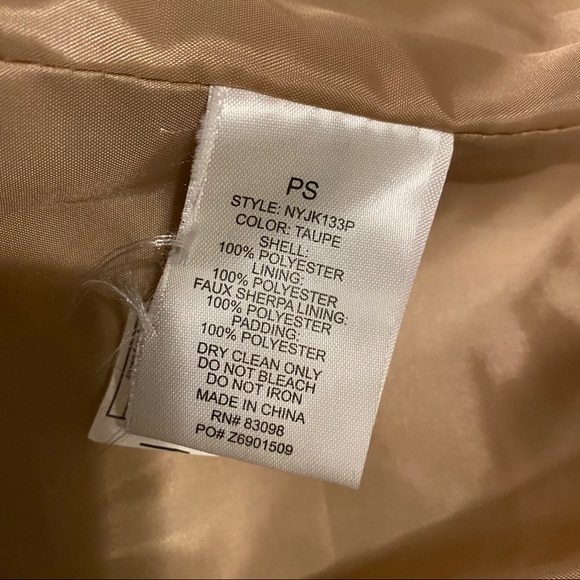 PS
STYLE: NYJK133P
COLOR: TAUPE
SHELL:
100% POLYESTER
LINING:
100% POLYESTER
FAUX SHERPA LINING:
100% POLYESTER
PADDING:
100% POLYESTER
DRY CLEAN ONLY
DO NOT BLEACH
DO NOT IRON
MADE IN CHINA
RN# 83098
PO# Z6901509